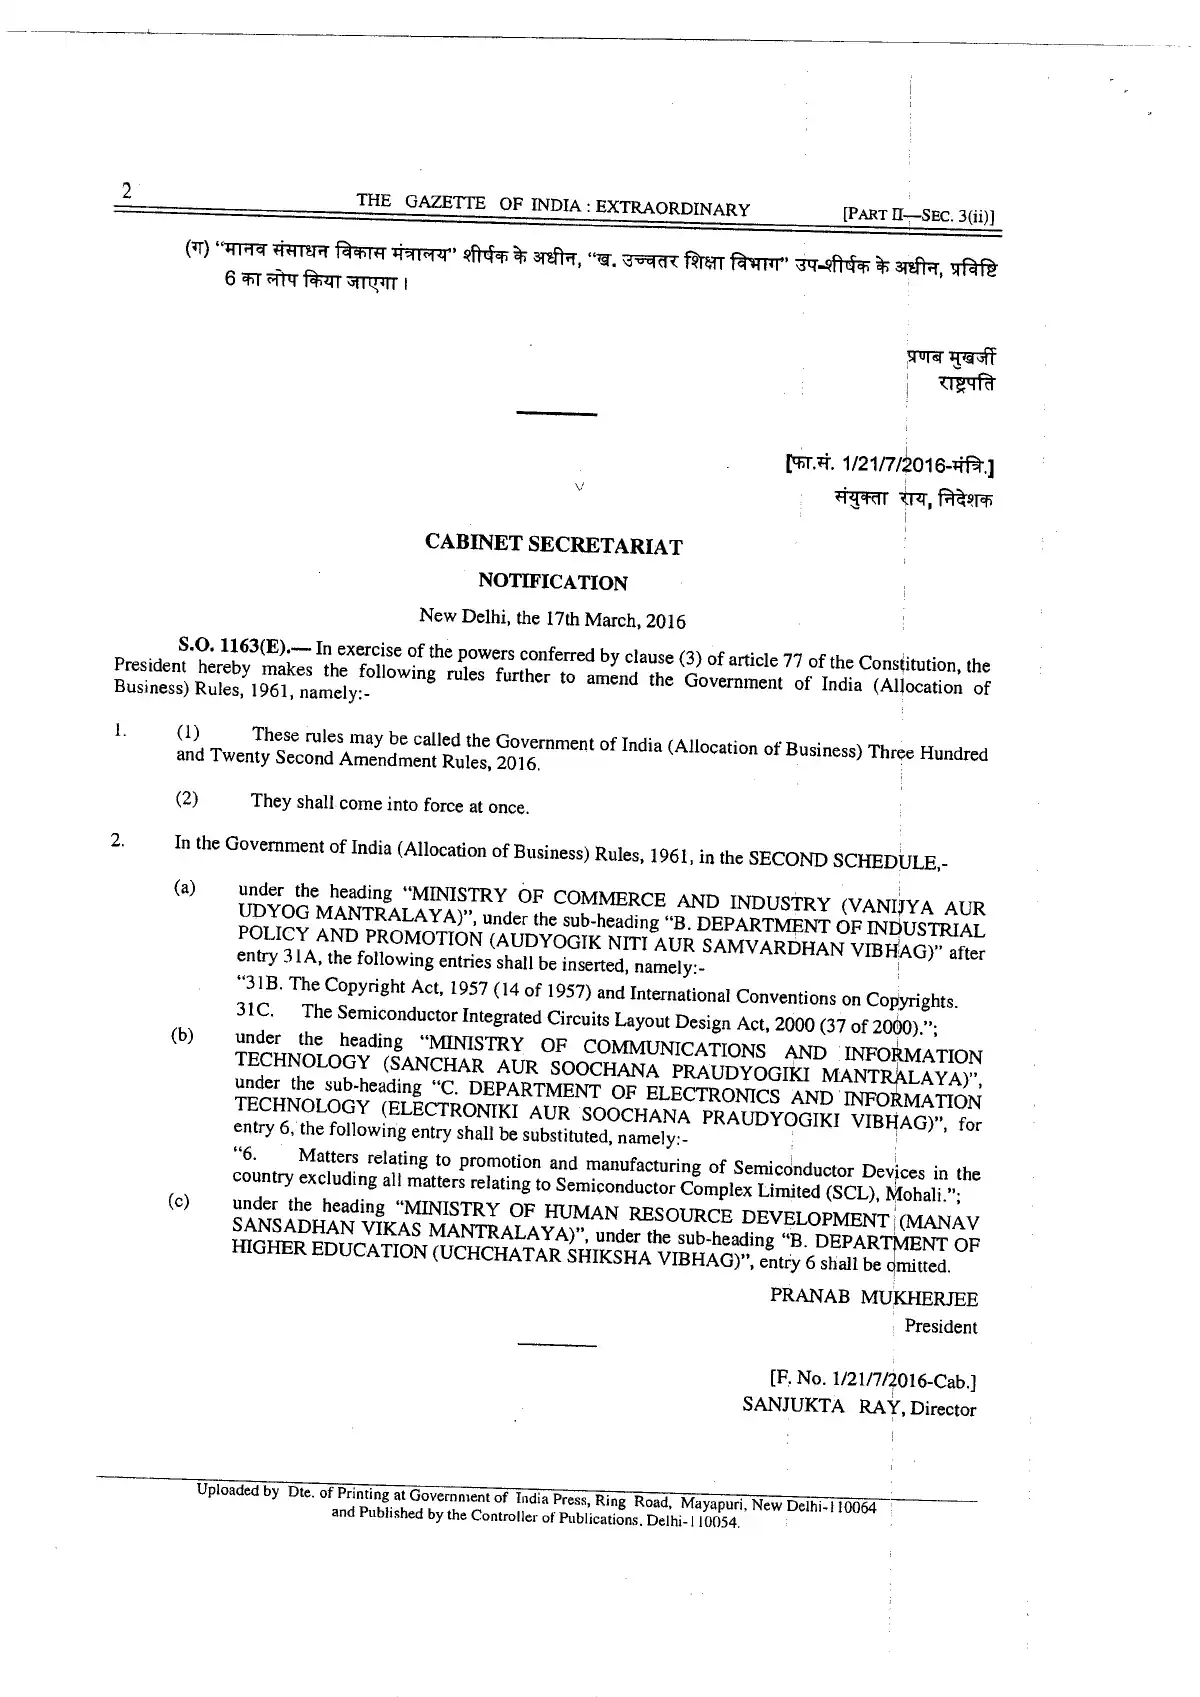 2
THE GAZETTE OF INDIA : EXTRAORDINARY
[PART II—SEC. 3(ii)]
(ग) “मानव संसाधन विकास मंत्रालय” शीर्षक के अधीन, “ख. उच्चतर शिक्षा विभाग” उप-शीर्षक के अधीन, प्रविष्टि
6 का लोप किया जाएगा ।
प्रणब मुखर्जी
राष्ट्रपति
[फा.सं. 1/21/7/2016-मंत्रि.]
संयुक्ता राय, निदेशक
CABINET SECRETARIAT
NOTIFICATION
New Delhi, the 17th March, 2016
S.O. 1163(E).— In exercise of the powers conferred by clause (3) of article 77 of the Constitution, the
President hereby makes the following rules further to amend the Government of India (Allocation of
Business) Rules, 1961, namely:-
1. (1) These rules may be called the Government of India (Allocation of Business) Three Hundred
and Twenty Second Amendment Rules, 2016.
(2) They shall come into force at once.
2. In the Government of India (Allocation of Business) Rules, 1961, in the SECOND SCHEDULE,-
(a) under the heading “MINISTRY OF COMMERCE AND INDUSTRY (VANIJYA AUR
UDYOG MANTRALAYA)”, under the sub-heading “B. DEPARTMENT OF INDUSTRIAL
POLICY AND PROMOTION (AUDYOGIK NITI AUR SAMVARDHAN VIBHAG)” after
entry 31A, the following entries shall be inserted, namely:-
“31B. The Copyright Act, 1957 (14 of 1957) and International Conventions on Copyrights.
31C. The Semiconductor Integrated Circuits Layout Design Act, 2000 (37 of 2000).”;
(b) under the heading “MINISTRY OF COMMUNICATIONS AND INFORMATION
TECHNOLOGY (SANCHAR AUR SOOCHANA PRAUDYOGIKI MANTRALAYA)”,
under the sub-heading “C. DEPARTMENT OF ELECTRONICS AND INFORMATION
TECHNOLOGY (ELECTRONIKI AUR SOOCHANA PRAUDYOGIKI VIBHAG)”, for
entry 6, the following entry shall be substituted, namely:-
“6. Matters relating to promotion and manufacturing of Semiconductor Devices in the
country excluding all matters relating to Semiconductor Complex Limited (SCL), Mohali.”;
(c) under the heading “MINISTRY OF HUMAN RESOURCE DEVELOPMENT (MANAV
SANSADHAN VIKAS MANTRALAYA)”, under the sub-heading “B. DEPARTMENT OF
HIGHER EDUCATION (UCHCHATAR SHIKSHA VIBHAG)”, entry 6 shall be omitted.
PRANAB MUKHERJEE
President
[F. No. 1/21/7/2016-Cab.]
SANJUKTA RAY, Director
Uploaded by Dte. of Printing at Government of India Press, Ring Road, Mayapuri, New Delhi-110064
and Published by the Controller of Publications, Delhi-110054.